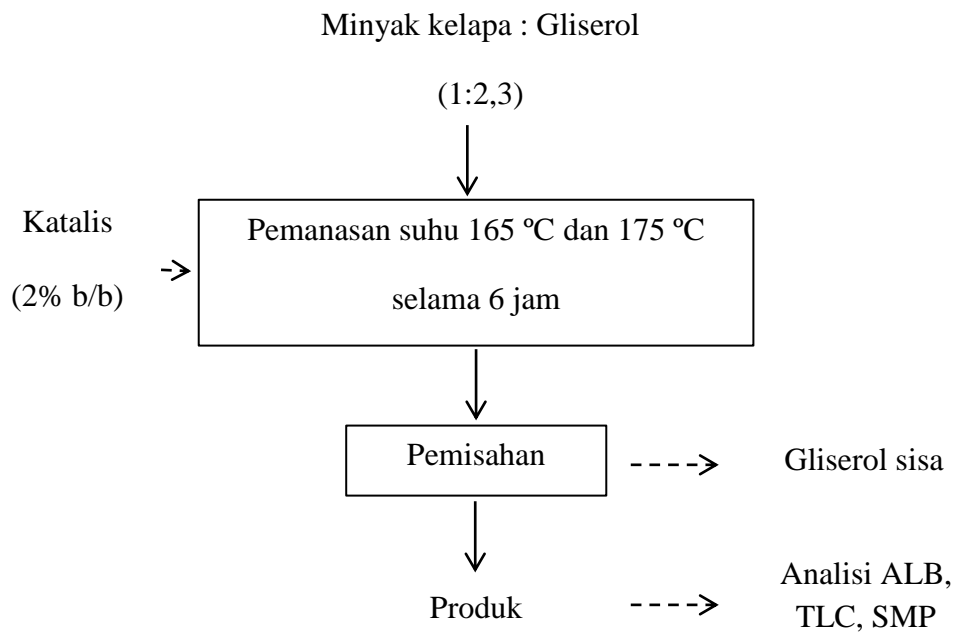 Minyak kelapa : Gliserol
(1:2,3)
Katalis
(2% b/b)
Pemanasan suhu 165 ºC dan 175 ºC
selama 6 jam
Pemisahan
Gliserol sisa
Produk
Analisi ALB,
TLC, SMP